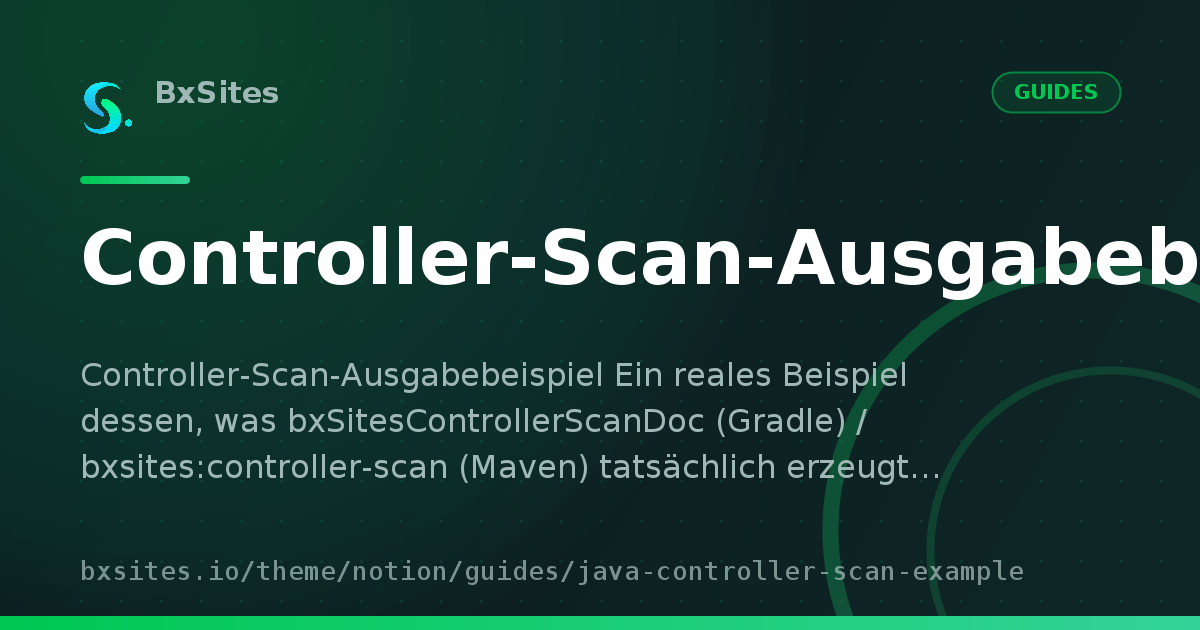 BxSites
GUIDES
Controller-Scan-Ausgabeb
Controller-Scan-Ausgabebeispiel Ein reales Beispiel
dessen, was bxSitesControllerScanDoc (Gradle) /
bxsites:controller-scan (Maven) tatsächlich erzeugt…
bxsites.io/theme/notion/guides/java-controller-scan-example